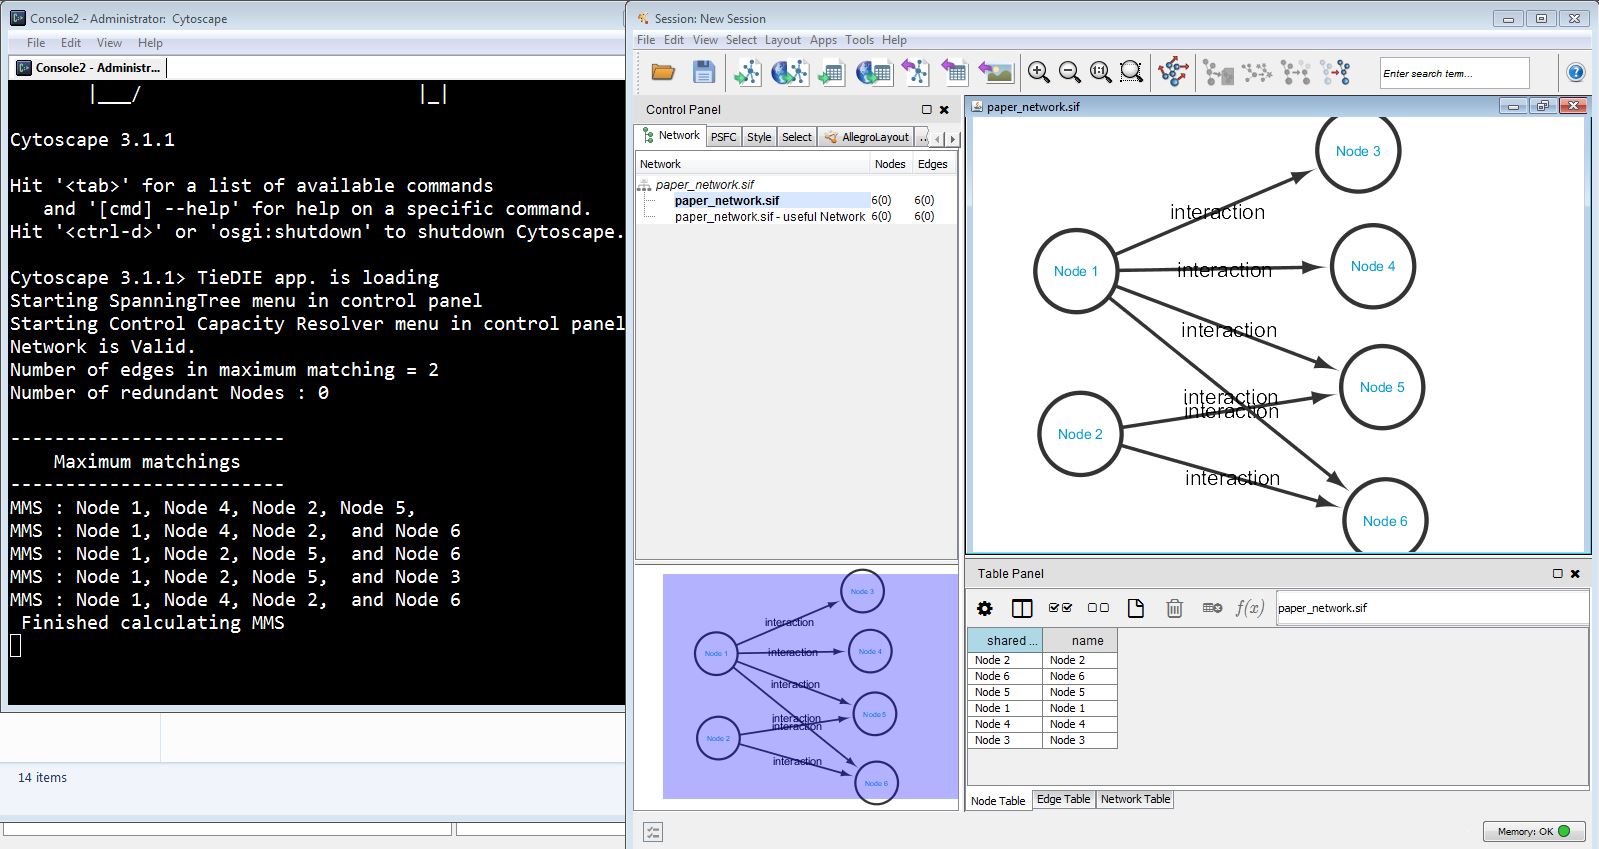 Console2 - Administrator: Cytoscape
File Edit View Help
Console2 - Administr...
|___/ |_|
Cytoscape 3.1.1
Hit '<tab>' for a list of available commands
and '[cmd] --help' for help on a specific command.
Hit '<ctrl-d>' or 'osgi:shutdown' to shutdown Cytoscape.
Cytoscape 3.1.1> TieDIE app. is loading
Starting SpanningTree menu in control panel
Starting Control Capacity Resolver menu in control panel
Network is Valid.
Number of edges in maximum matching = 2
Number of redundant Nodes : 0
-------------------------
Maximum matchings
-------------------------
MMS : Node 1, Node 4, Node 2, Node 5,
MMS : Node 1, Node 4, Node 2,  and Node 6
MMS : Node 1, Node 2, Node 5,  and Node 6
MMS : Node 1, Node 2, Node 5,  and Node 3
MMS : Node 1, Node 4, Node 2,  and Node 6
Finished calculating MMS
14 items
Session: New Session
File Edit View Select Layout Apps Tools Help
1:1
Enter search term...
?
Control Panel
Network PSFC Style Select AllegroLayout ..
Network Nodes Edges
paper_network.sif
paper_network.sif 6(0) 6(0)
paper_network.sif - useful Network 6(0) 6(0)
Node 3
interaction
Node 1
interaction
Node 4
interaction
interaction
interaction
Node 5
Node 2
interaction
Node 6
paper_network.sif
Node 3
interaction
Node 1
interaction
Node 4
interaction
interaction
interaction
Node 5
Node 2
interaction
Node 6
Table Panel
f(x)
paper_network.sif
shared ... name
Node 2 Node 2
Node 6 Node 6
Node 5 Node 5
Node 1 Node 1
Node 4 Node 4
Node 3 Node 3
Node Table Edge Table Network Table
Memory: OK